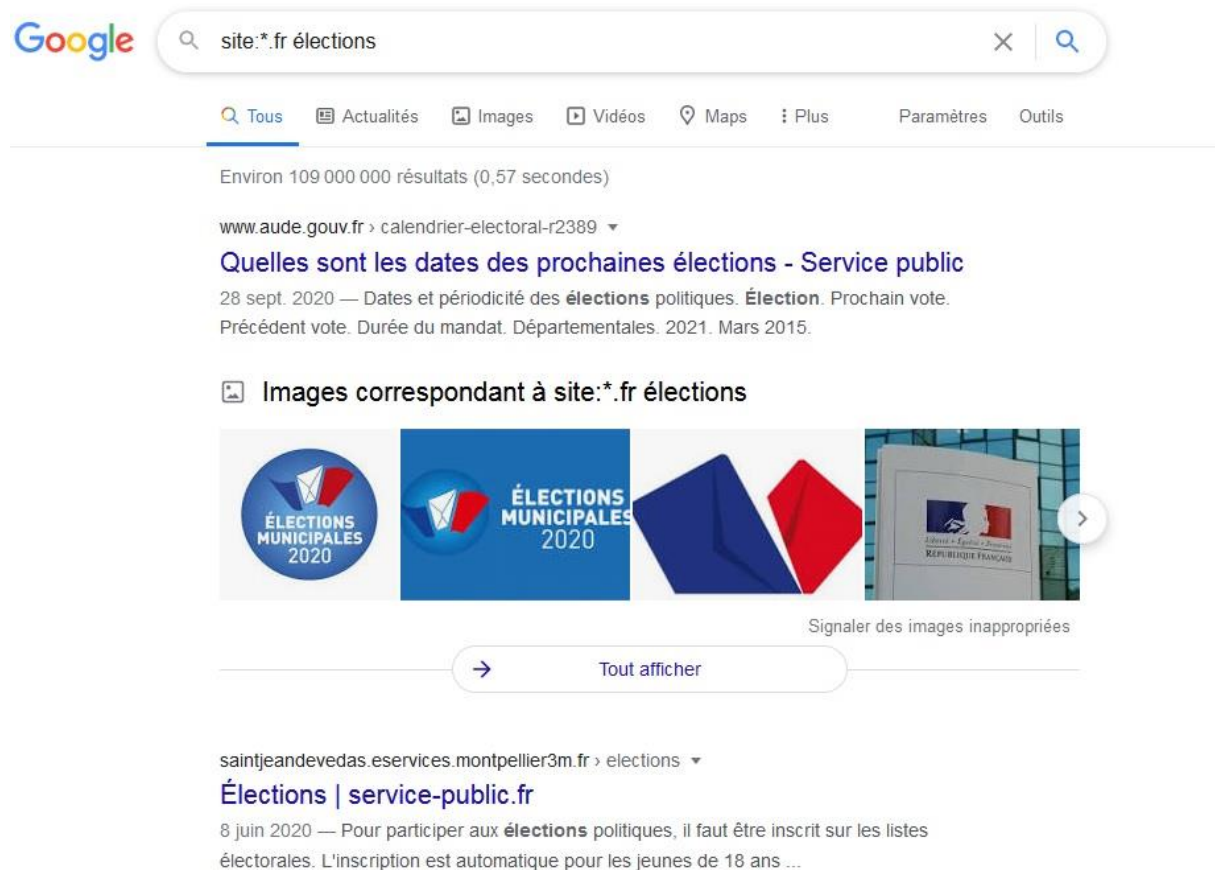 Google
site:*.fr élections
Tous Actualités Images Vidéos Maps Plus Paramètres Outils
Environ 109 000 000 résultats (0,57 secondes)
www.aude.gouv.fr › calendrier-electoral-r2389
Quelles sont les dates des prochaines élections - Service public
28 sept. 2020 — Dates et périodicité des élections politiques. Élection. Prochain vote.
Précédent vote. Durée du mandat. Départementales. 2021. Mars 2015.
Images correspondant à site:*.fr élections
ÉLECTIONS
MUNICIPALES
2020
ÉLECTIONS
MUNICIPALES
2020
Liberté • Égalité • Fraternité
RÉPUBLIQUE FRANÇAISE
Signaler des images inappropriées
Tout afficher
saintjeandevedas.eservices.montpellier3m.fr › elections
Élections | service-public.fr
8 juin 2020 — Pour participer aux élections politiques, il faut être inscrit sur les listes
électorales. L'inscription est automatique pour les jeunes de 18 ans ...